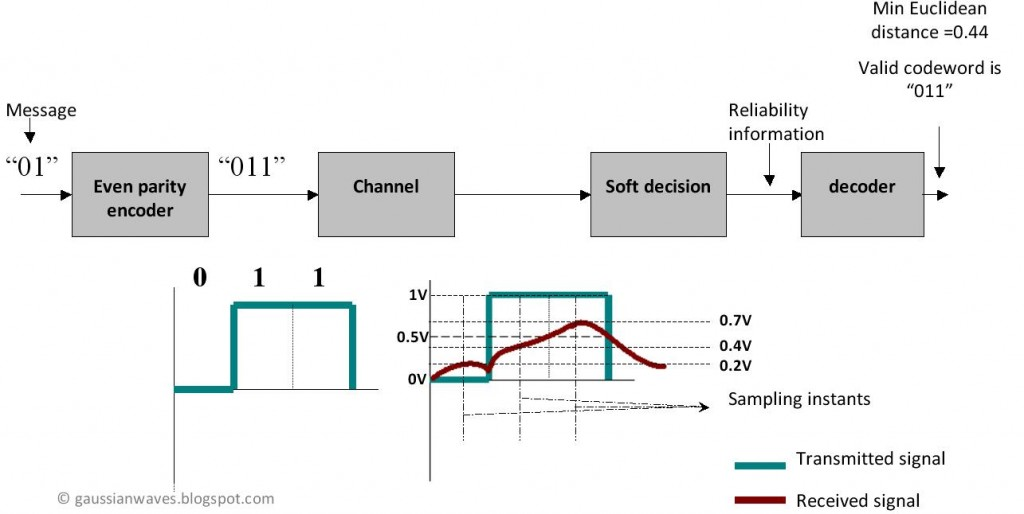 Min Euclidean
distance =0.44
Valid codeword is
“011”
Message
Reliability
information
“01”
“011”
Even parity
encoder
Channel
Soft decision
decoder
0 1 1
1V
0.5V
0V
0.7V
0.4V
0.2V
Sampling instants
Transmitted signal
Received signal
© gaussianwaves.blogspot.com